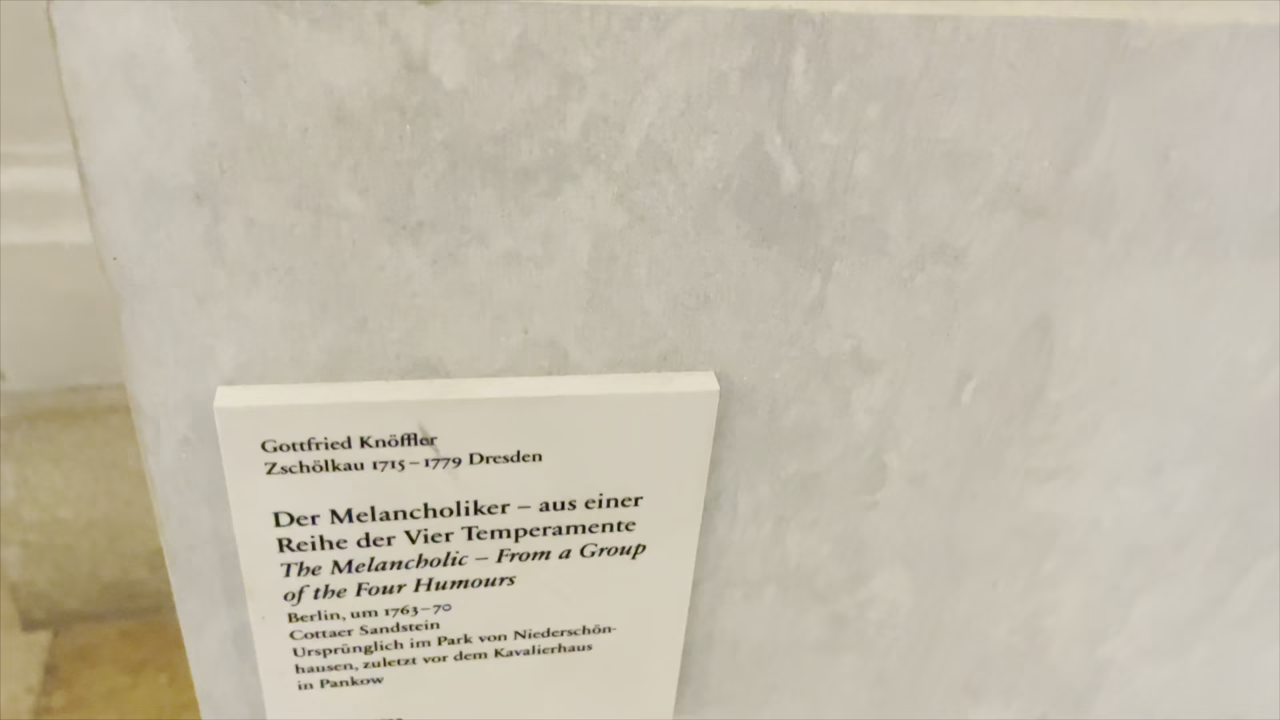 Gottfried Knöffler
Zschölkau 1715–1779 Dresden
Der Melancholiker – aus einer
Reihe der Vier Temperamente
The Melancholic – From a Group
of the Four Humours
Berlin, um 1763–70
Cottaer Sandstein
Ursprünglich im Park von Niederschön-
hausen, zuletzt vor dem Kavalierhaus
in Pankow